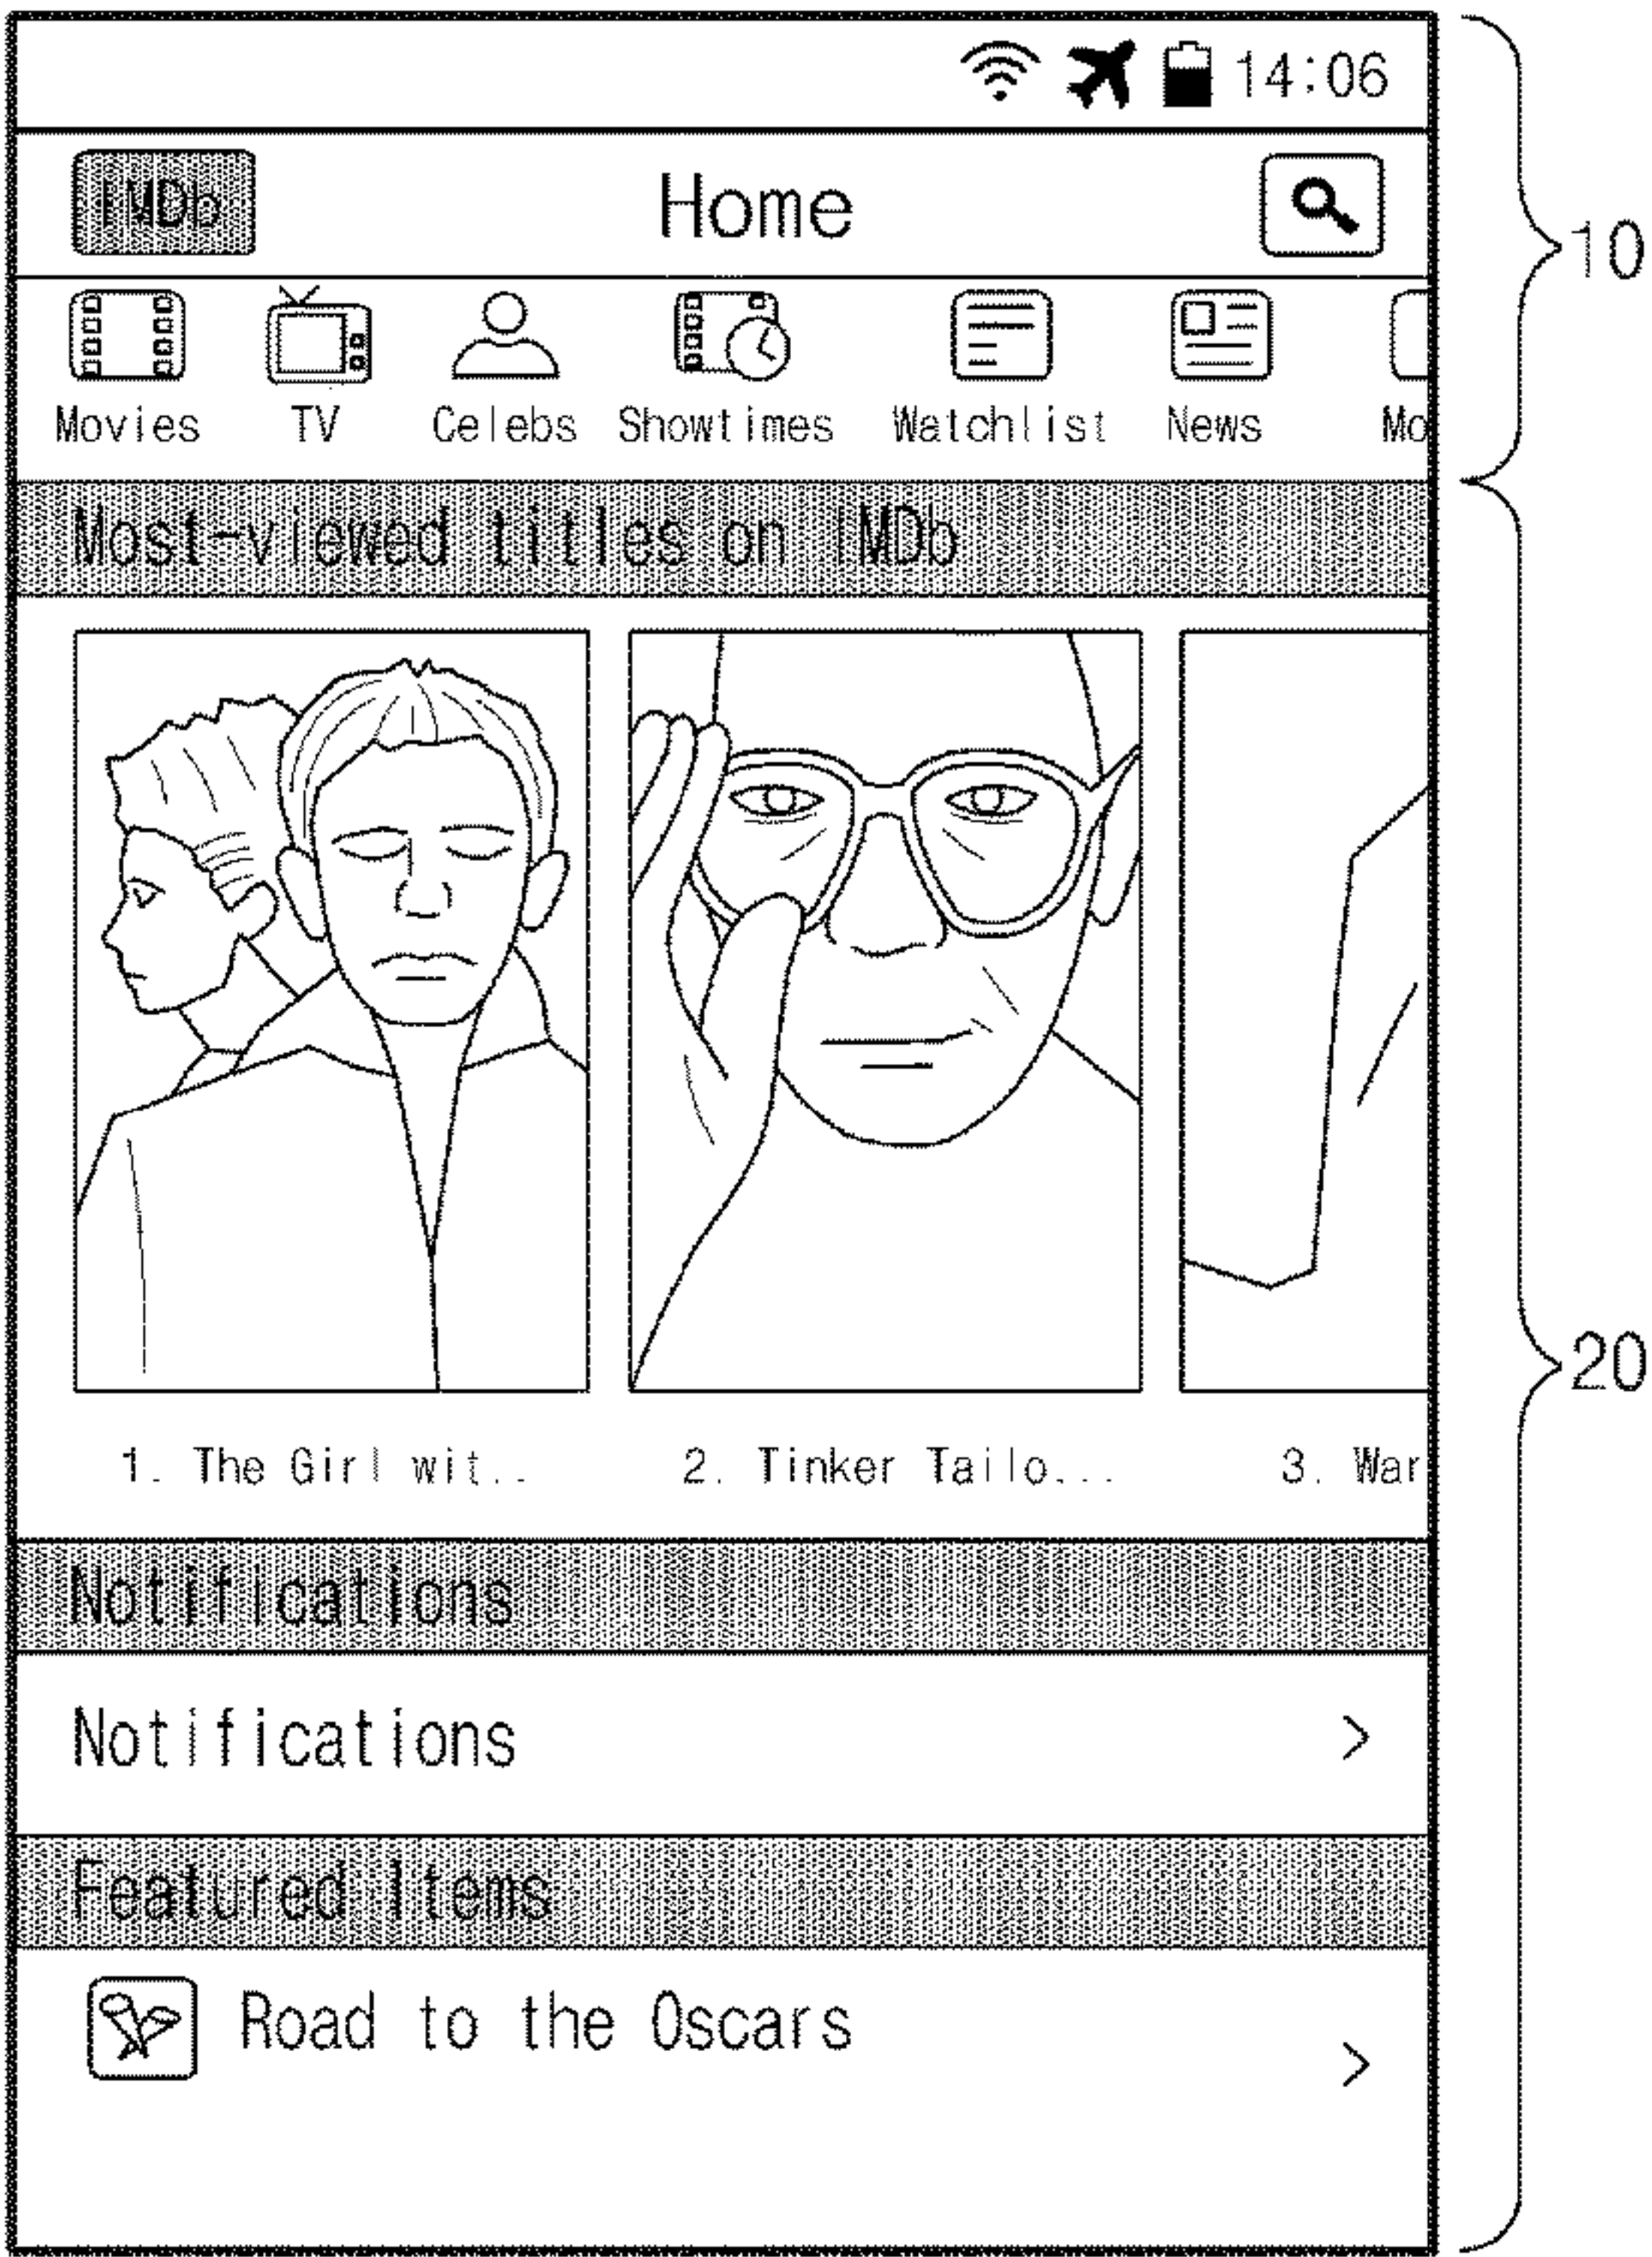 14:06
IMDb Home
10
Movies TV Celebs Showtimes Watchlist News Mo
Most-viewed titles on IMDb
20
1. The Girl wit.. 2. Tinker Tailo... 3. War
Notifications
Notifications >
Featured Items
Road to the Oscars >